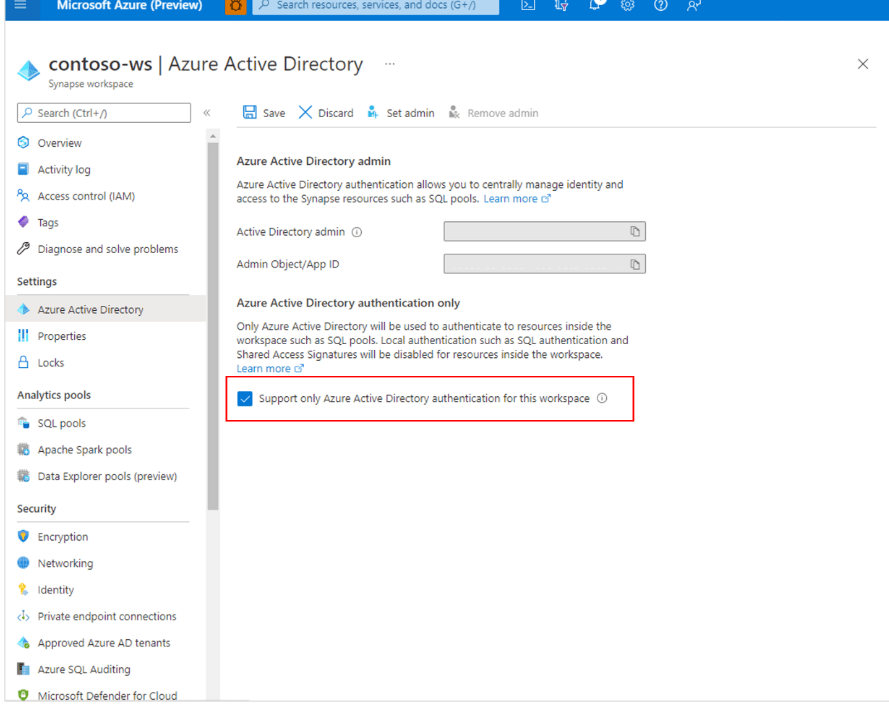 Microsoft Azure (Preview)
Search resources, services, and docs (G+/)
contoso-ws | Azure Active Directory ...
Synapse workspace
Search (Ctrl+/)
«
Save
Discard
Set admin
Remove admin
Overview
Activity log
Access control (IAM)
Tags
Diagnose and solve problems
Settings
Azure Active Directory
Properties
Locks
Analytics pools
SQL pools
Apache Spark pools
Data Explorer pools (preview)
Security
Encryption
Networking
Identity
Private endpoint connections
Approved Azure AD tenants
Azure SQL Auditing
Microsoft Defender for Cloud
Azure Active Directory admin
Azure Active Directory authentication allows you to centrally manage identity and
access to the Synapse resources such as SQL pools. Learn more
Active Directory admin
Admin Object/App ID
Azure Active Directory authentication only
Only Azure Active Directory will be used to authenticate to resources inside the
workspace such as SQL pools. Local authentication such as SQL authentication and
Shared Access Signatures will be disabled for resources inside the workspace.
Learn more
Support only Azure Active Directory authentication for this workspace